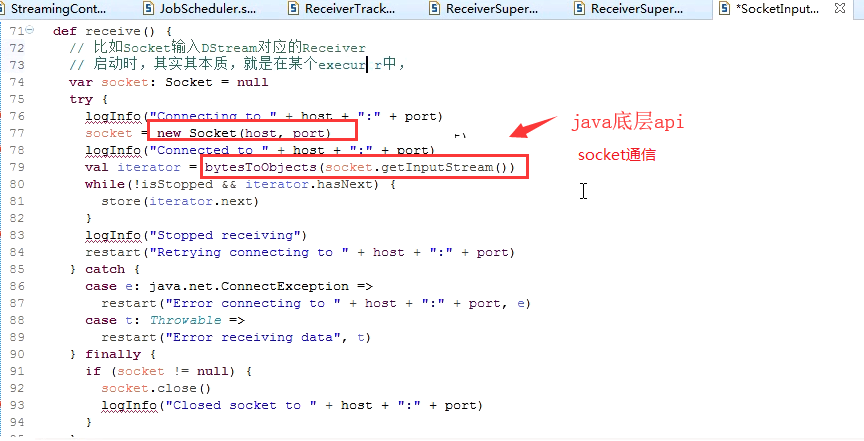 StreamingCont... JobScheduler.s... ReceiverTrack... ReceiverSuper... ReceiverSuper... *SocketInput...
71 def receive() {
72 // 比如Socket输入DStream对应的Receiver
73 // 启动时，其实其本质，就是在某个execur r中，
74 var socket: Socket = null
75 try {
76 logInfo("Connecting to " + host + ":" + port)
77 socket = new Socket(host, port)
78 logInfo("Connected to " + host + ":" + port)
79 val iterator = bytesToObjects(socket.getInputStream())
80 while(!isStopped && iterator.hasNext) {
81 store(iterator.next)
82 }
83 logInfo("Stopped receiving")
84 restart("Retrying connecting to " + host + ":" + port)
85 } catch {
86 case e: java.net.ConnectException =>
87 restart("Error connecting to " + host + ":" + port, e)
88 case t: Throwable =>
89 restart("Error receiving data", t)
90 } finally {
91 if (socket != null) {
92 socket.close()
93 logInfo("Closed socket to " + host + ":" + port)
94 }
java底层api
socket通信